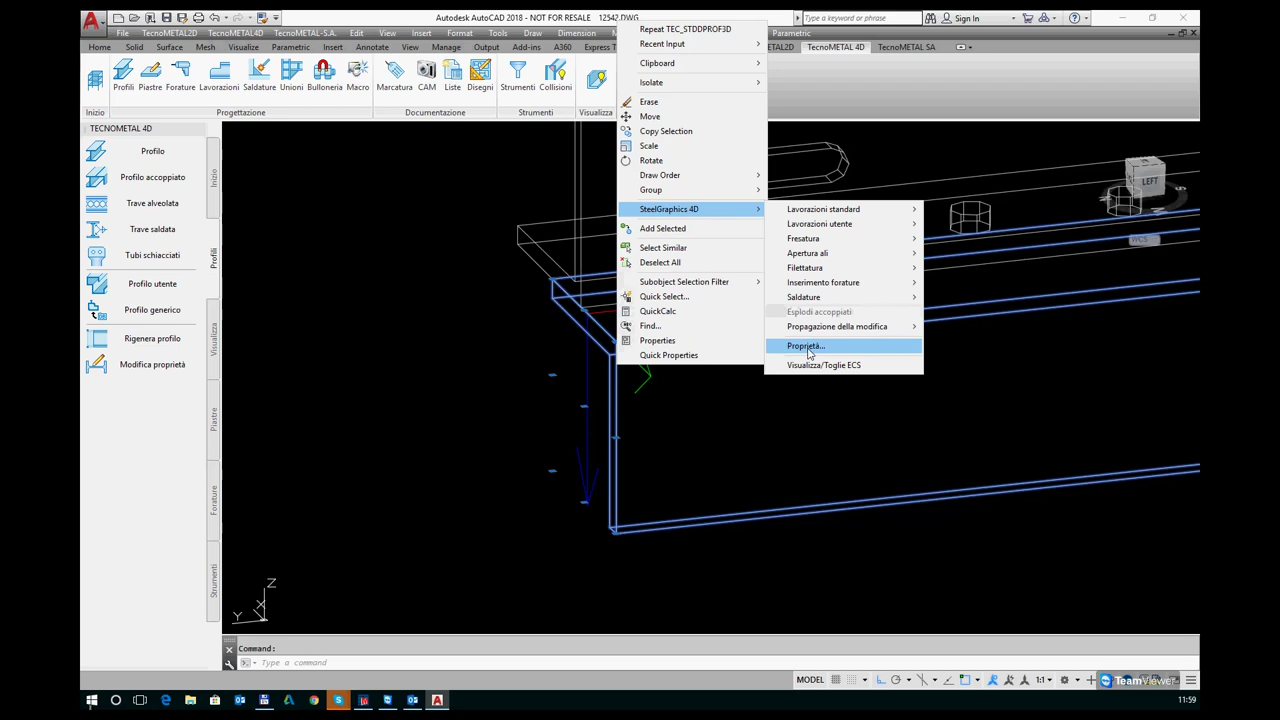 Autodesk AutoCAD 2018 - NOT FOR RESALE 12542.DWG
Type a keyword or phrase
Sign In
File TecnoMETAL2D TecnoMETAL4D TecnoMETAL-S.A. Edit View Insert Format Tools Draw Dimension Parametric
Home Solid Surface Mesh Visualize Parametric Insert Annotate View Manage Output Add-ins A360 Express T TAL2D TecnoMETAL 4D TecnoMETAL SA
Profili Piastre Forature Lavorazioni Saldature Unioni Bulloneria Macro Marcatura CAM Liste Disegni Strumenti Collisioni
Inizio Progettazione Documentazione Strumenti Visualizza
TECNOMETAL 4D
Profilo
Profilo accoppiato
Trave alveolata
Trave saldata
Tubi schiacciati
Profilo utente
Profilo generico
Rigenera profilo
Modifica proprietà
Inizio
Profili
Visualizza
Piastre
Forature
Strumenti
Repeat TEC_STDDPROF3D
Recent Input
Clipboard
Isolate
Erase
Move
Copy Selection
Scale
Rotate
Draw Order
Group
SteelGraphics 4D
Add Selected
Select Similar
Deselect All
Subobject Selection Filter
Quick Select...
QuickCalc
Find...
Properties
Quick Properties
Lavorazioni standard
Lavorazioni utente
Fresatura
Apertura ali
Filettatura
Inserimento forature
Saldature
Esplodi accoppiati
Propagazione della modifica
Proprietà...
Visualizza/Toglie ECS
LEFT
WCS
Z
Y X
Command:
Type a command
MODEL 1:1
TeamViewer
11:59